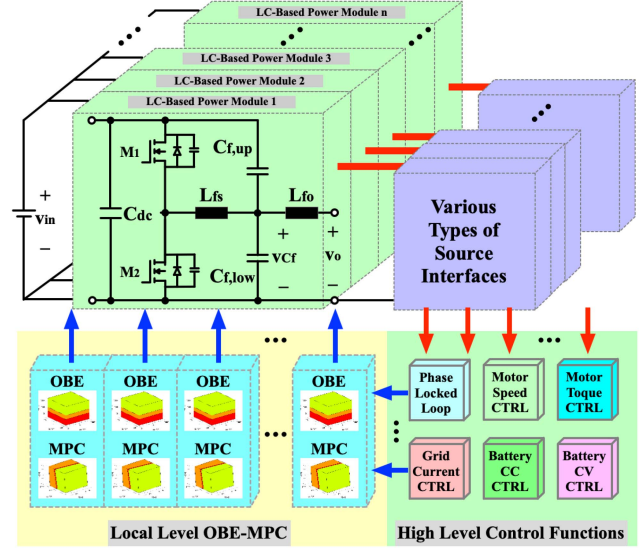 LC-Based Power Module n
LC-Based Power Module 3
LC-Based Power Module 2
LC-Based Power Module 1
M1
Cf,up
Lfs
Lfo
+
vin
−
Cdc
M2
Cf,low
+
vCf
−
+
vo
−
Various
Types of
Source
Interfaces
OBE
OBE
OBE
OBE
MPC
MPC
MPC
MPC
Phase
Locked
Loop
Motor
Speed
CTRL
Motor
Toque
CTRL
Grid
Current
CTRL
Battery
CC
CTRL
Battery
CV
CTRL
Local Level OBE-MPC
High Level Control Functions